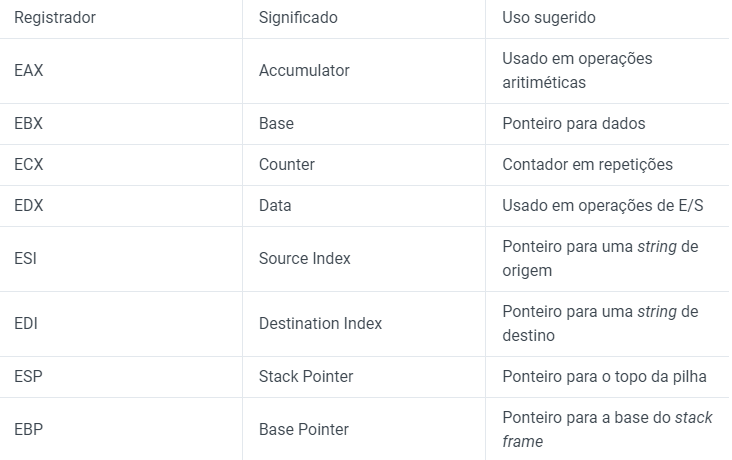 Registrador Significado Uso sugerido
EAX Accumulator Usado em operações
aritiméticas
EBX Base Ponteiro para dados
ECX Counter Contador em repetições
EDX Data Usado em operações de E/S
ESI Source Index Ponteiro para uma string de
origem
EDI Destination Index Ponteiro para uma string de
destino
ESP Stack Pointer Ponteiro para o topo da pilha
EBP Base Pointer Ponteiro para a base do stack
frame